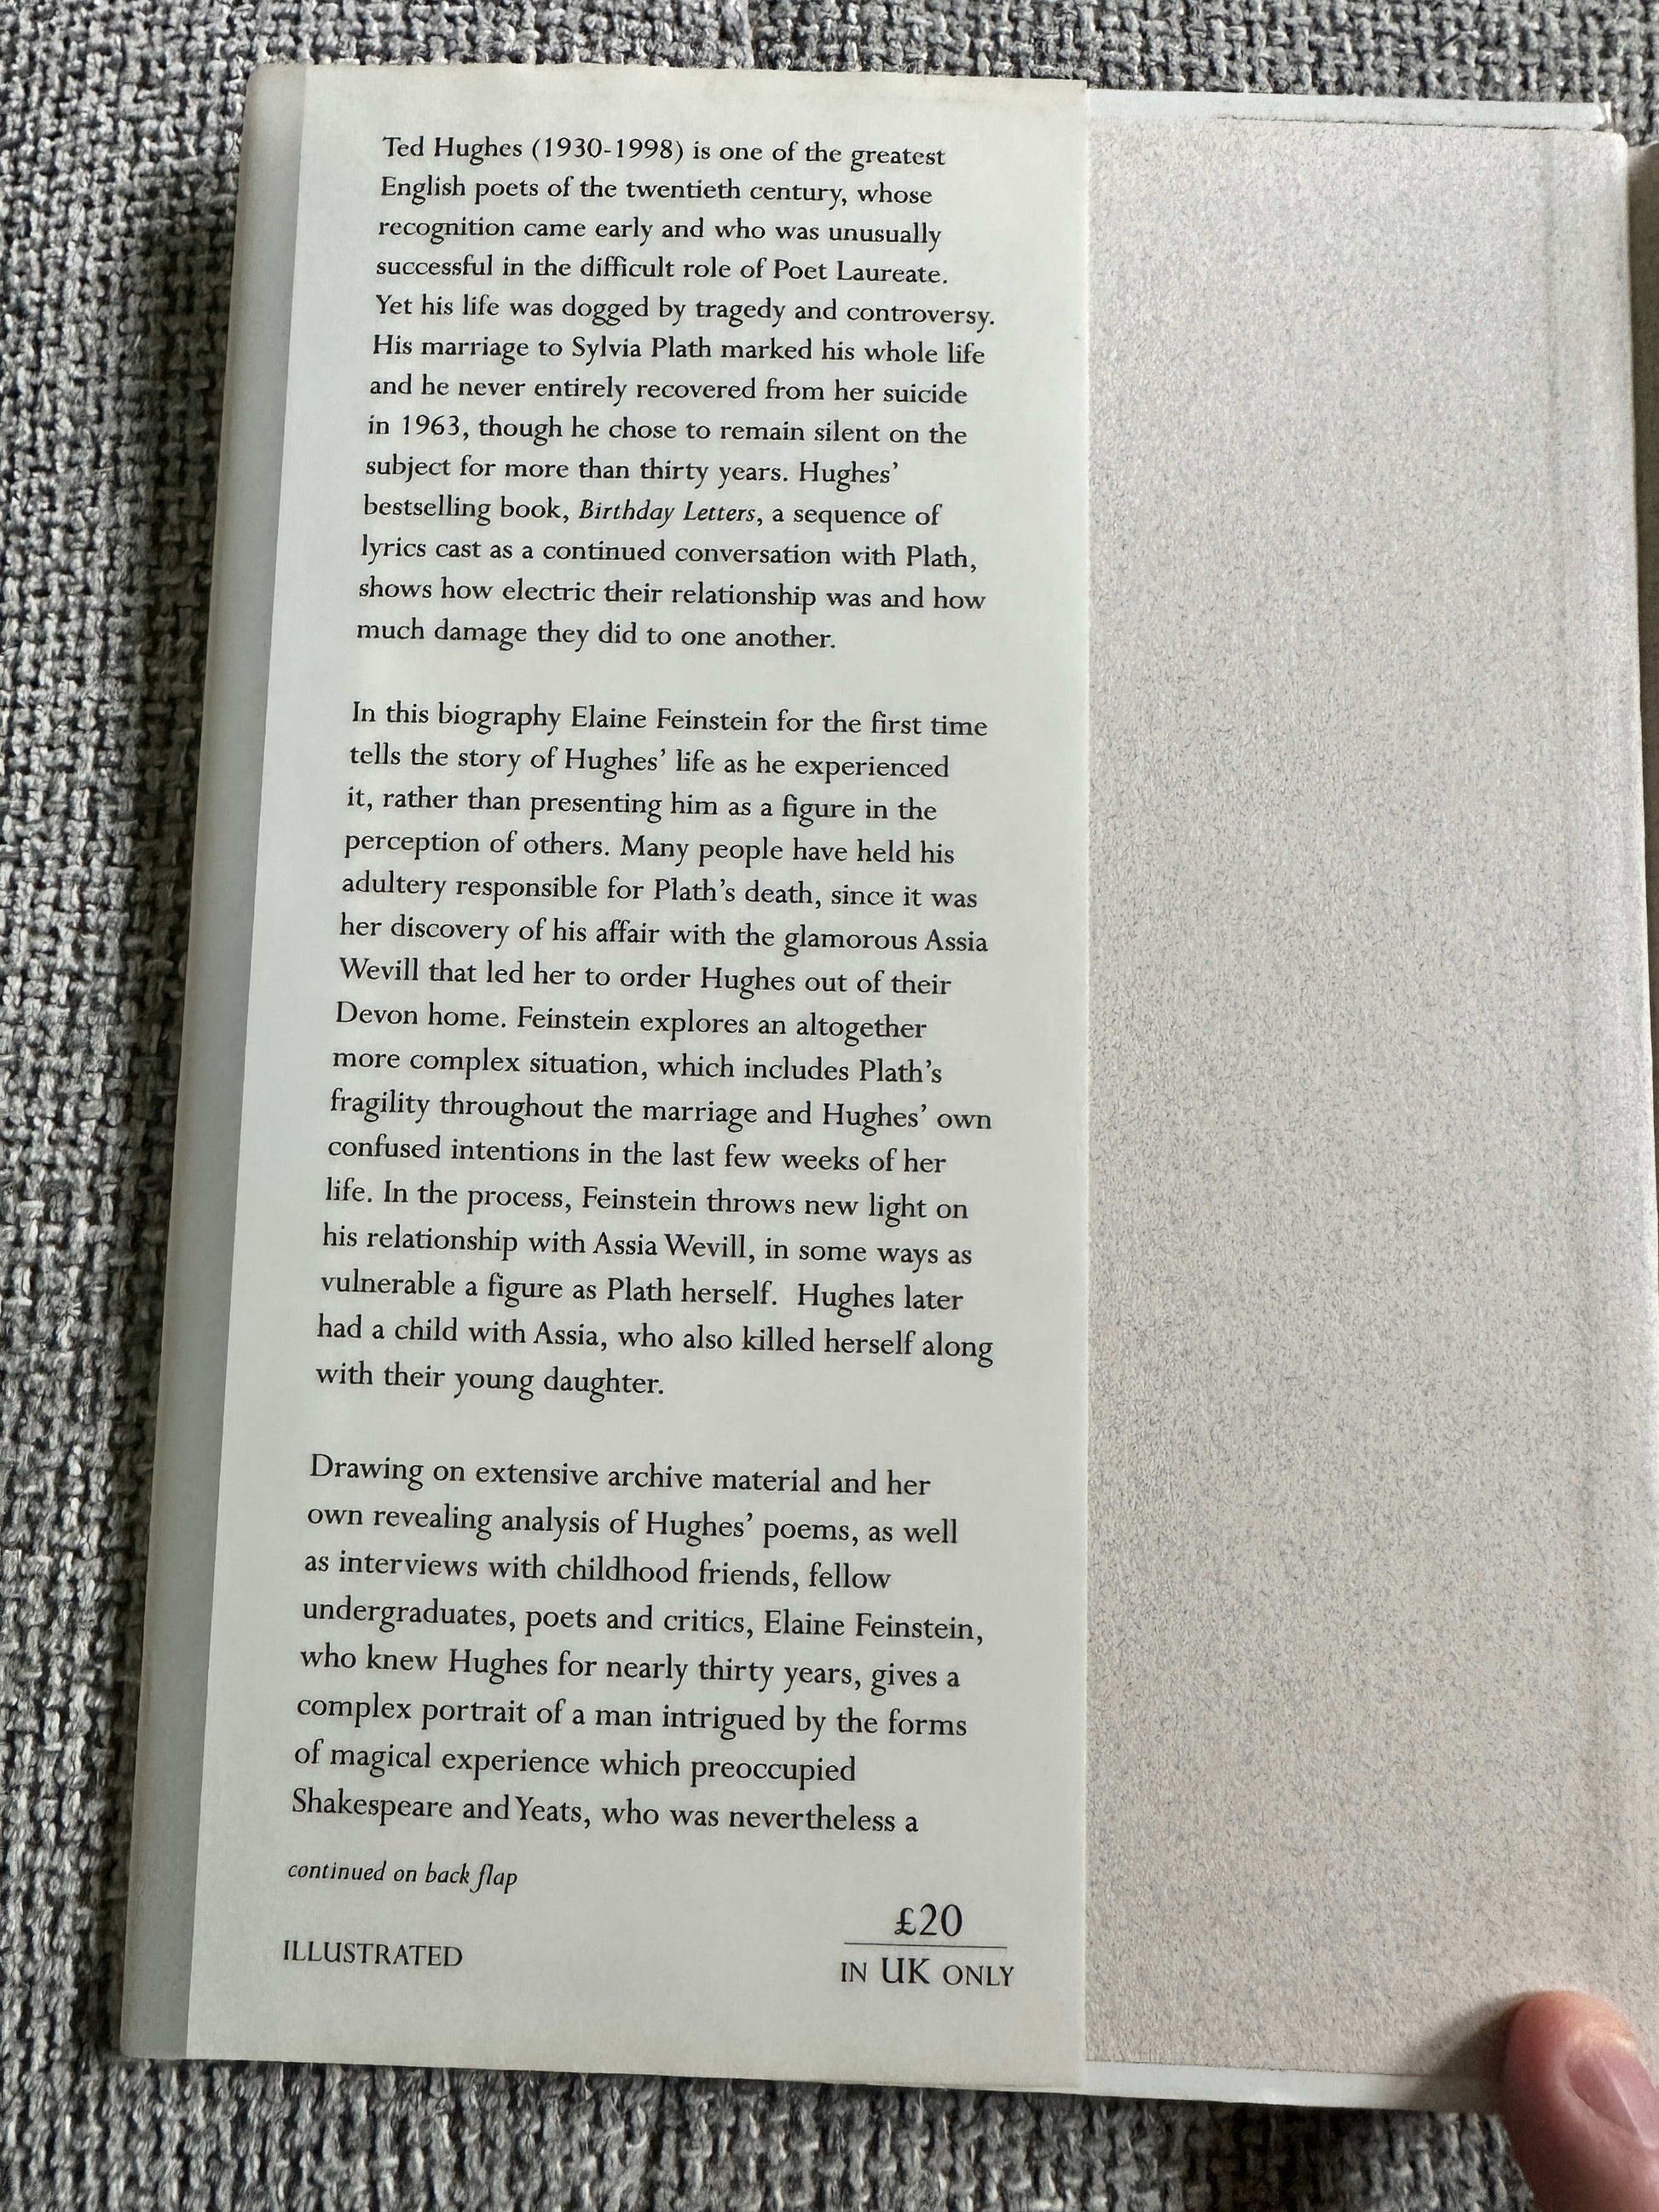 Ted Hughes (1930-1998) is one of the greatest
English poets of the twentieth century, whose
recognition came early and who was unusually
successful in the difficult role of Poet Laureate.
Yet his life was dogged by tragedy and controversy.
His marriage to Sylvia Plath marked his whole life
and he never entirely recovered from her suicide
in 1963, though he chose to remain silent on the
subject for more than thirty years. Hughes’
bestselling book, Birthday Letters, a sequence of
lyrics cast as a continued conversation with Plath,
shows how electric their relationship was and how
much damage they did to one another.
In this biography Elaine Feinstein for the first time
tells the story of Hughes’ life as he experienced
it, rather than presenting him as a figure in the
perception of others. Many people have held his
adultery responsible for Plath’s death, since it was
her discovery of his affair with the glamorous Assia
Wevill that led her to order Hughes out of their
Devon home. Feinstein explores an altogether
more complex situation, which includes Plath’s
fragility throughout the marriage and Hughes’ own
confused intentions in the last few weeks of her
life. In the process, Feinstein throws new light on
his relationship with Assia Wevill, in some ways as
vulnerable a figure as Plath herself. Hughes later
had a child with Assia, who also killed herself along
with their young daughter.
Drawing on extensive archive material and her
own revealing analysis of Hughes’ poems, as well
as interviews with childhood friends, fellow
undergraduates, poets and critics, Elaine Feinstein,
who knew Hughes for nearly thirty years, gives a
complex portrait of a man intrigued by the forms
of magical experience which preoccupied
Shakespeare and Yeats, who was nevertheless a
continued on back flap
£20
ILLUSTRATED
IN UK ONLY